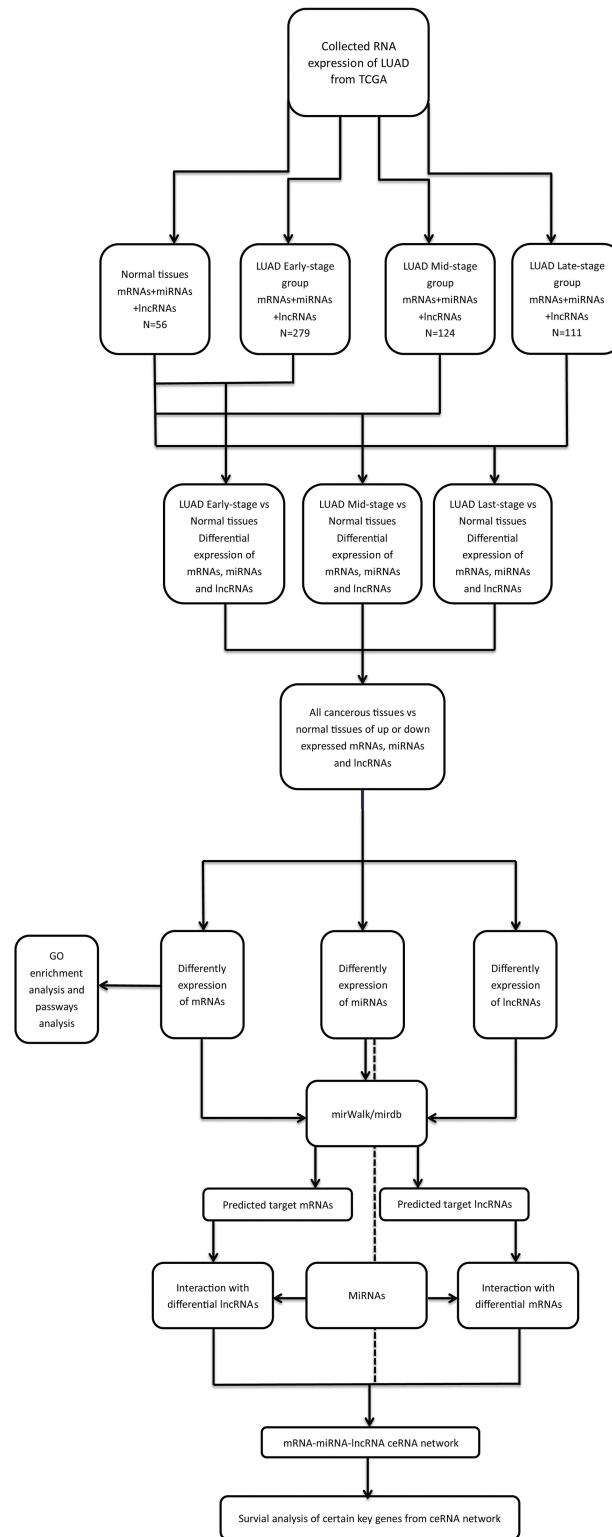 Collected RNA
expression of LUAD
from TCGA
Normal tissues
mRNAs+miRNAs
+lncRNAs
N=56
LUAD Early-stage
group
mRNAs+miRNAs
+lncRNAs
N=279
LUAD Mid-stage
group
mRNAs+miRNAs
+lncRNAs
N=124
LUAD Late-stage
group
mRNAs+miRNAs
+lncRNAs
N=111
LUAD Early-stage vs
Normal tissues
Differential
expression of
mRNAs, miRNAs
and lncRNAs
LUAD Mid-stage vs
Normal tissues
Differential
expression of
mRNAs, miRNAs
and lncRNAs
LUAD Last-stage vs
Normal tissues
Differential
expression of
mRNAs, miRNAs
and lncRNAs
All cancerous tissues vs
normal tissues of up or down
expressed mRNAs, miRNAs
and lncRNAs
GO
enrichment
analysis and
passways
analysis
Differently
expression
of mRNAs
Differently
expression
of miRNAs
Differently
expression
of lncRNAs
mirWalk/mirdb
Predicted target mRNAs
Predicted target lncRNAs
Interaction with
differential lncRNAs
MiRNAs
Interaction with
differential mRNAs
mRNA-miRNA-lncRNA ceRNA network
Survial analysis of certain key genes from ceRNA network